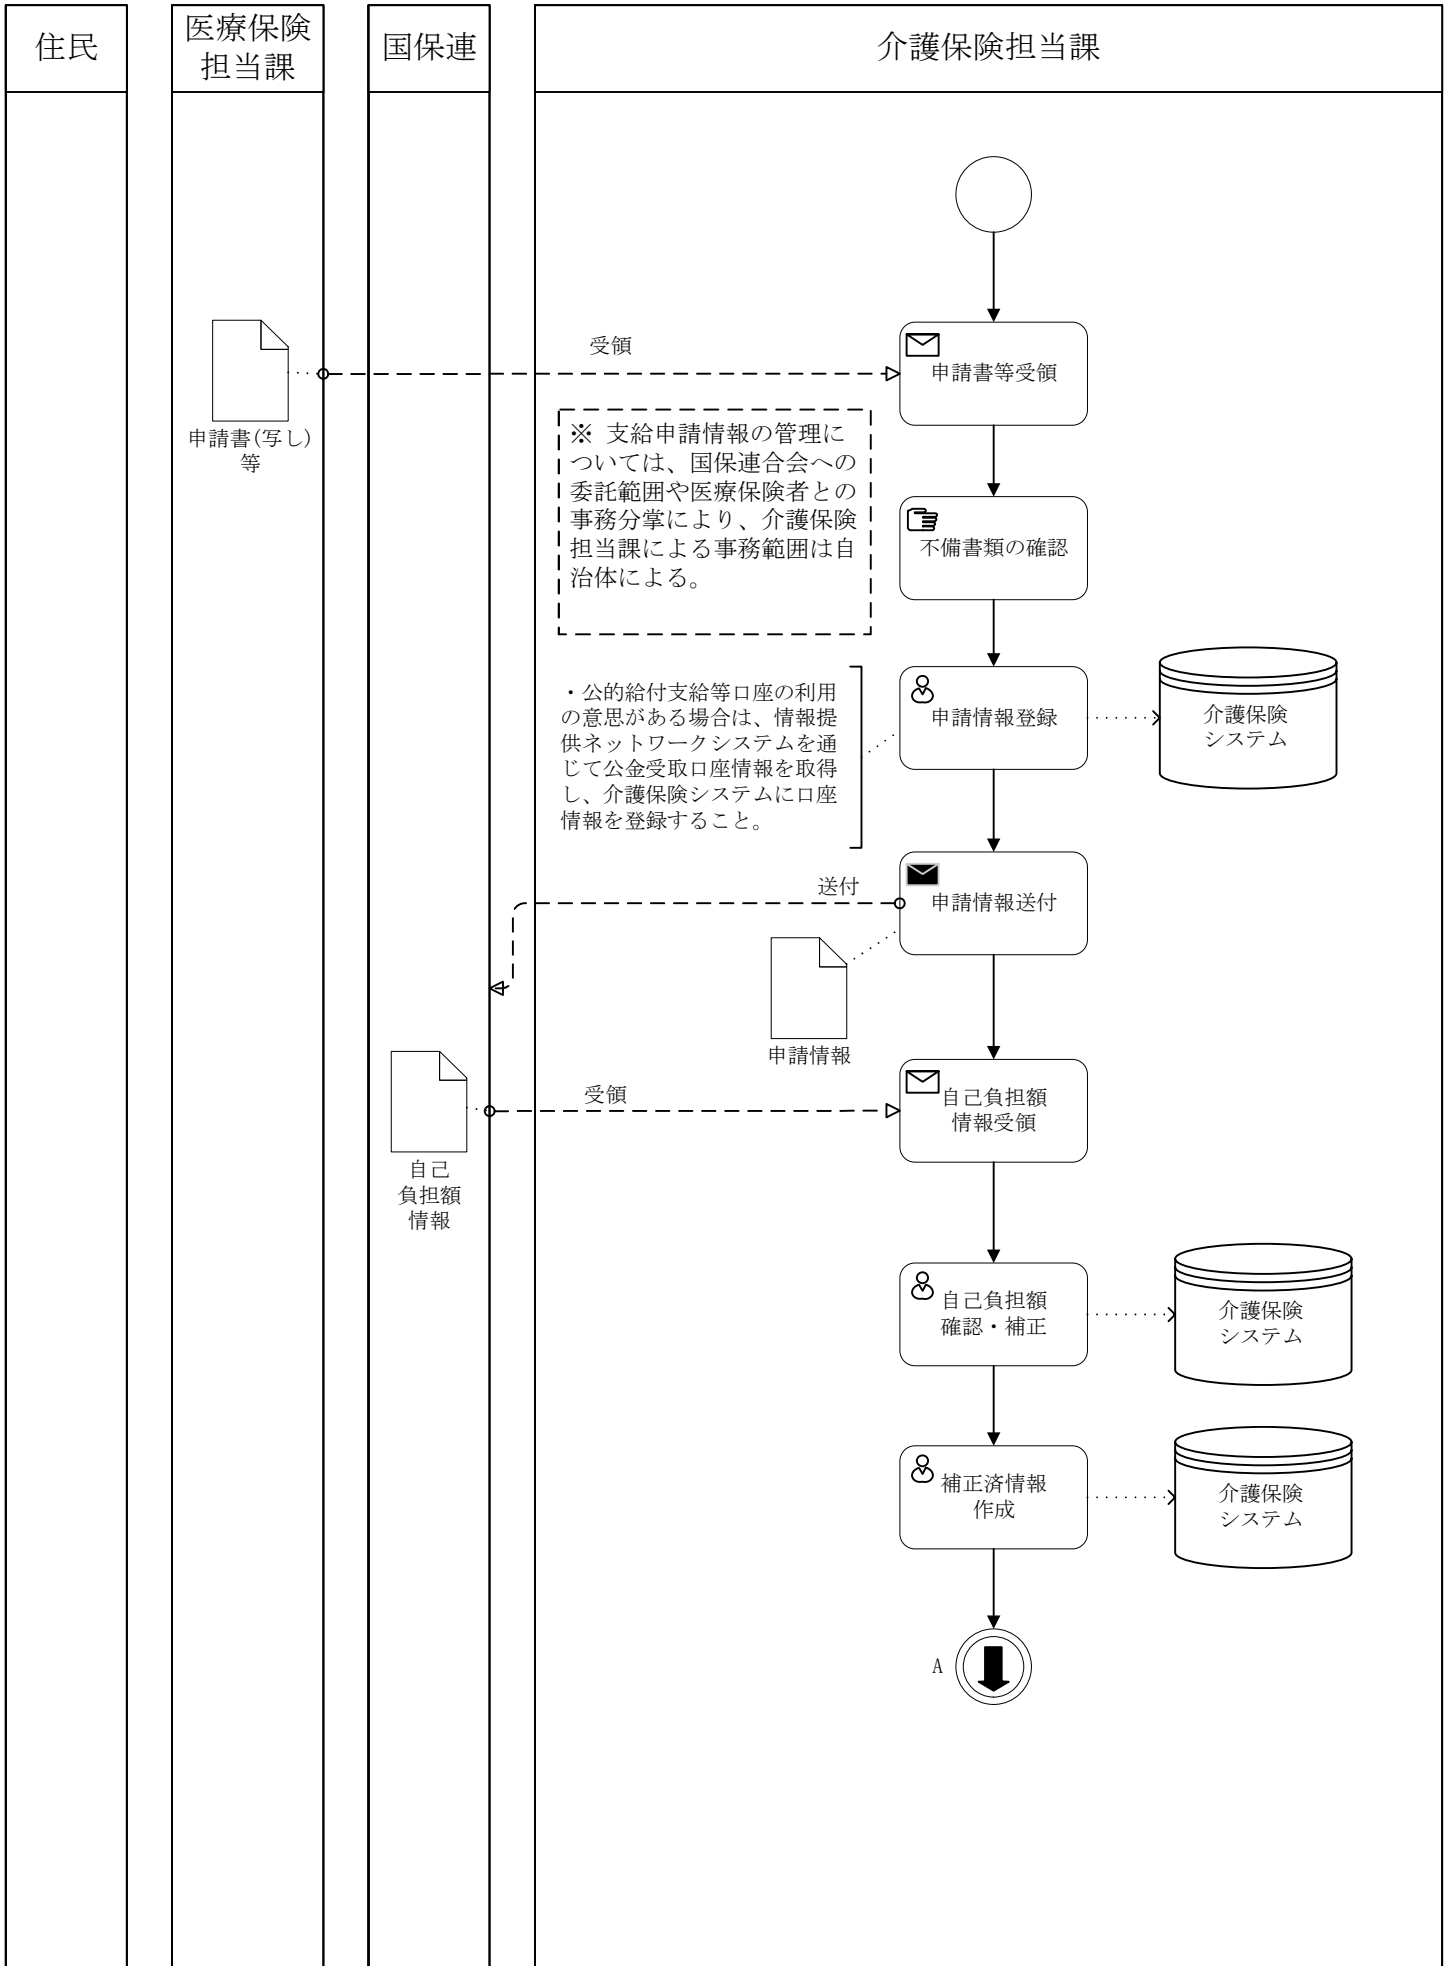 住民
医療保険
担当課
国保連
介護保険担当課
受領
申請書等受領
申請書(写し)
等
※ 支給申請情報の管理に
ついては、国保連合会への
委託範囲や医療保険者との
事務分掌により、介護保険
担当課による事務範囲は自
治体による。
不備書類の確認
・公的給付支給等口座の利用
の意思がある場合は、情報提
供ネットワークシステムを通
じて公金受取口座情報を取得
し、介護保険システムに口座
情報を登録すること。
申請情報登録
介護保険
システム
送付
申請情報送付
申請情報
受領
自己負担額
情報受領
自己
負担額
情報
自己負担額
確認・補正
介護保険
システム
補正済情報
作成
介護保険
システム
A